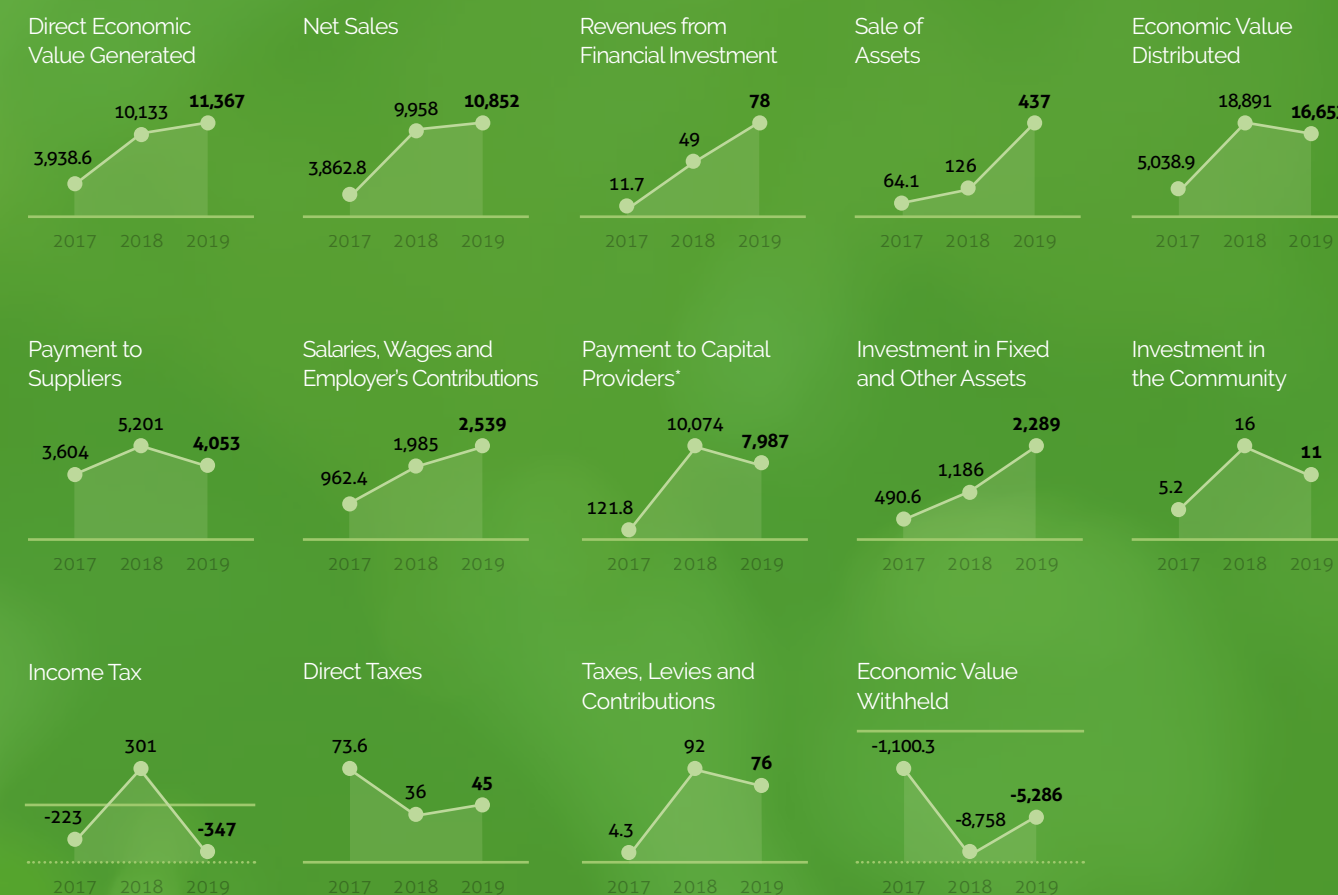 Direct Economic
Value Generated
3,938.6
10,133
11,367
2017 2018 2019
Net Sales
3,862.8
9,958
10,852
2017 2018 2019
Revenues from
Financial Investment
11.7
49
78
2017 2018 2019
Sale of
Assets
64.1
126
437
2017 2018 2019
Economic Value
Distributed
5,038.9
18,891
2017 2018 2019
Payment to
Suppliers
3,604
5,201
4,053
2017 2018 2019
Salaries, Wages and
Employer's Contributions
962.4
1,985
2,539
2017 2018 2019
Payment to Capital
Providers*
121.8
10,074
7,987
2017 2018 2019
Investment in Fixed
and Other Assets
490.6
1,186
2,289
2017 2018 2019
Investment in
the Community
5.2
16
11
2017 2018 2019
Income Tax
-223
301
-347
2017 2018 2019
Direct Taxes
73.6
36
45
2017 2018 2019
Taxes, Levies and
Contributions
4.3
92
76
2017 2018 2019
Economic Value
Withheld
-1,100.3
-8,758
-5,286
2017 2018 2019